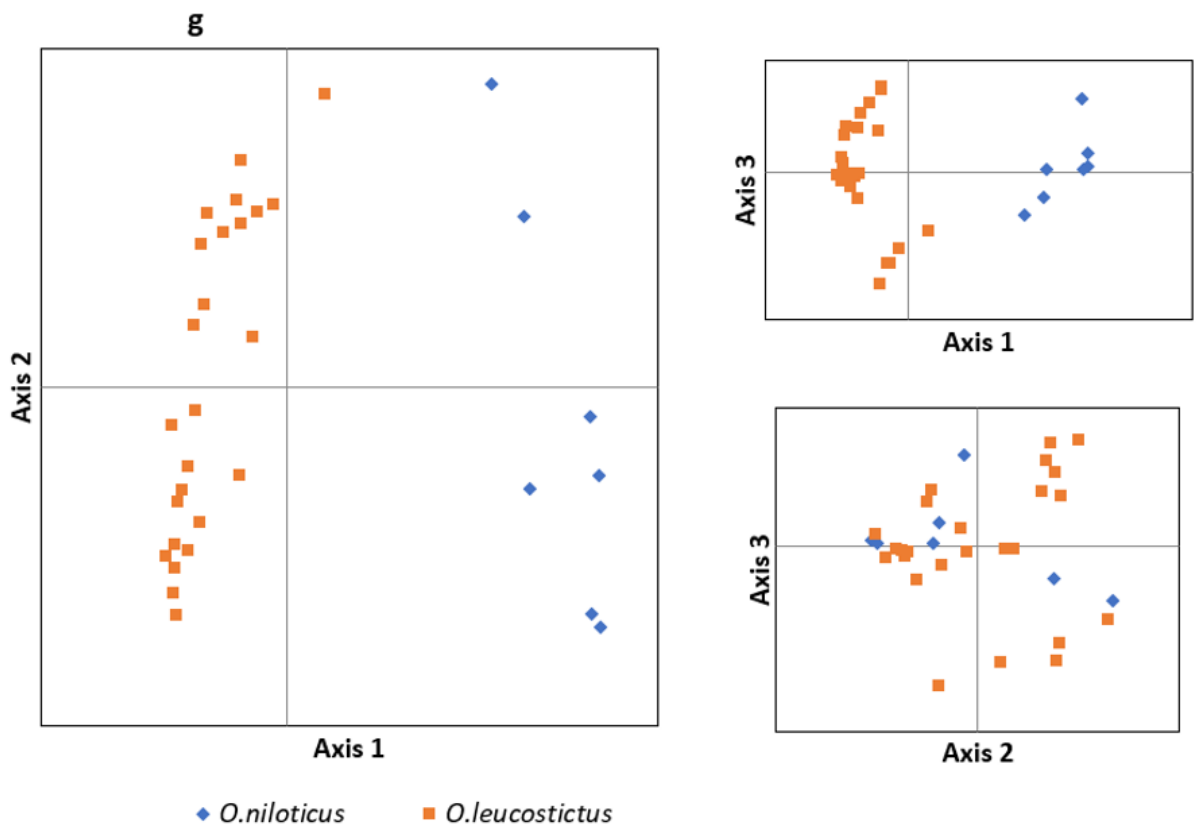 g
Axis 2
Axis 1
Axis 3
Axis 1
Axis 3
Axis 2
O.niloticus
O.leucostictus